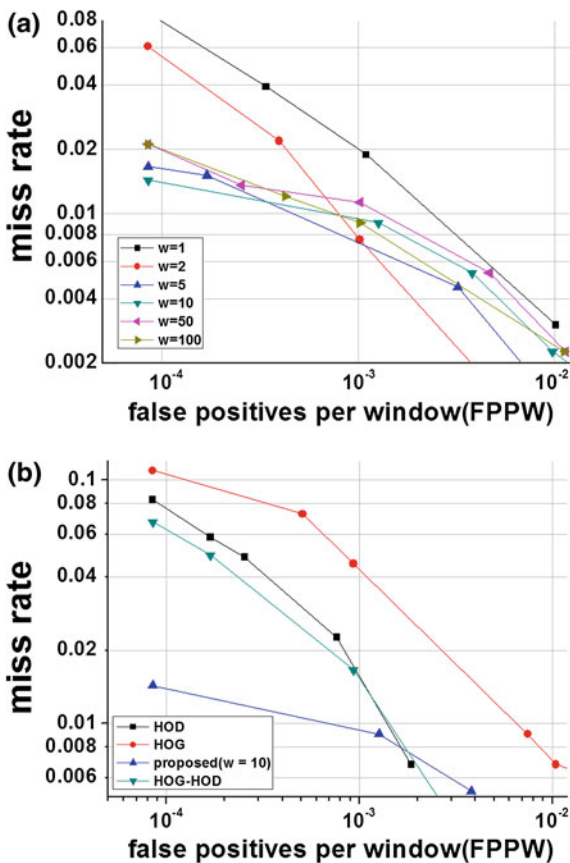 (a)
0.08
0.06
0.04
0.02
0.01
0.008
0.006
0.004
0.002
miss rate
w=1
w=2
w=5
w=10
w=50
w=100
10-4
10-3
10-2
false positives per window(FPPW)
(b)
0.1
0.08
0.06
0.04
0.02
0.01
0.008
0.006
miss rate
HOD
HOG
proposed(w = 10)
HOG-HOD
10-4
10-3
10-2
false positives per window(FPPW)